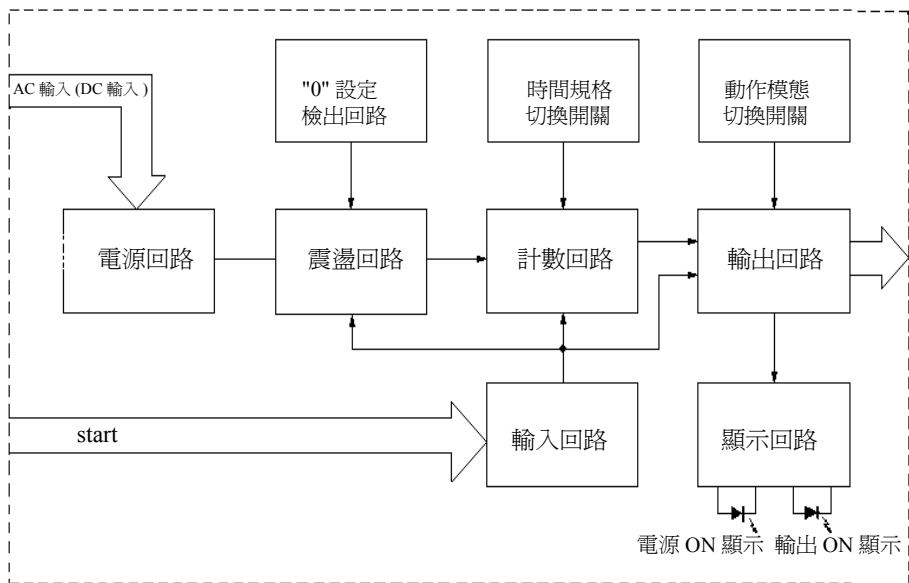 AC 輸入 (DC 輸入 )
"0" 設定
檢出回路
時間規格
切換開關
動作模態
切換開關
電源回路
震盪回路
計數回路
輸出回路
start
輸入回路
顯示回路
電源 ON 顯示 輸出 ON 顯示